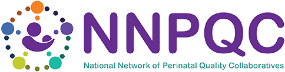 NNPQC
National Network of Perinatal Quality Collaboratives